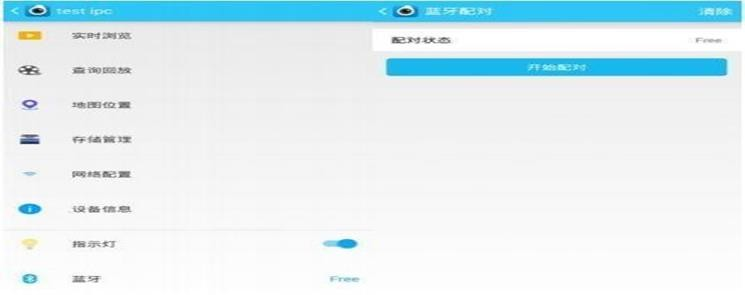 test ipc
实时浏览
查询回放
地图位置
存储管理
网络配置
设备信息
指示灯
蓝牙 Free
蓝牙配对 清除
配对状态 Free
开始配对